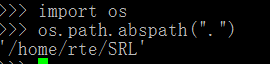 >>> import os
>>> os.path.abspath(".")
'/home/rte/SRL'